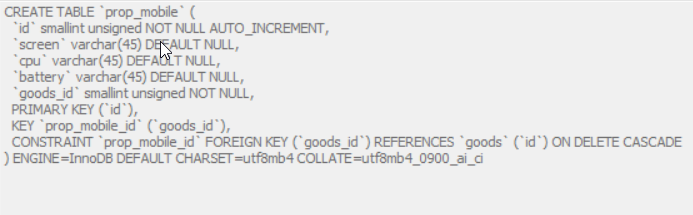 CREATE TABLE `prop_mobile` (
`id` smallint unsigned NOT NULL AUTO_INCREMENT,
`screen` varchar(45) DEFAULT NULL,
`cpu` varchar(45) DEFAULT NULL,
`battery` varchar(45) DEFAULT NULL,
`goods_id` smallint unsigned NOT NULL,
PRIMARY KEY (`id`),
KEY `prop_mobile_id` (`goods_id`),
CONSTRAINT `prop_mobile_id` FOREIGN KEY (`goods_id`) REFERENCES `goods` (`id`) ON DELETE CASCADE
) ENGINE=InnoDB DEFAULT CHARSET=utf8mb4 COLLATE=utf8mb4_0900_ai_ci